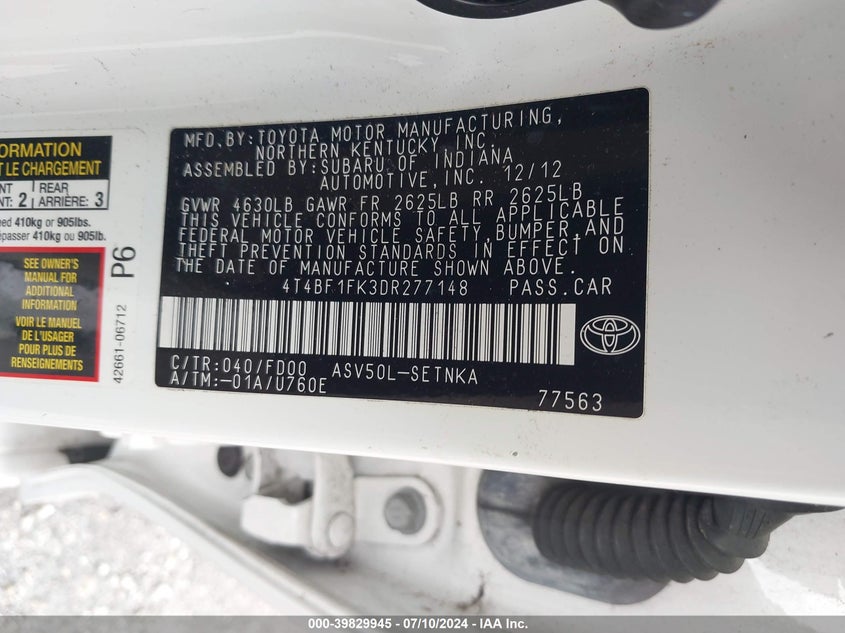 ORMATION
T LE CHARGEMENT
NT | REAR
NT: 2 | ARRIÈRE: 3
eed 410kg or 905lbs.
épasser 410kg ou 905lb.
SEE OWNER'S
MANUAL FOR
ADDITIONAL
INFORMATION
VOIR LE MANUEL
DE L'USAGER
POUR PLUS DE
RENSEIGNEMENTS
P6
42661-06712
MFD.BY:TOYOTA MOTOR MANUFACTURING,
NORTHERN KENTUCKY INC.
ASSEMBLED BY:SUBARU OF INDIANA
AUTOMOTIVE,INC. 12/12
GVWR 4630LB GAWR FR 2625LB RR 2625LB
THIS VEHICLE CONFORMS TO ALL APPLICABLE
FEDERAL MOTOR VEHICLE SAFETY,BUMPER,AND
THEFT PREVENTION STANDARDS IN EFFECT ON
THE DATE OF MANUFACTURE SHOWN ABOVE.
4T4BF1FK3DR277148 PASS.CAR
C/TR:040/FD00 ASV50L-SETNKA
A/TM:-01A/U760E
77563
000-39829945 - 07/10/2024 - IAA Inc.